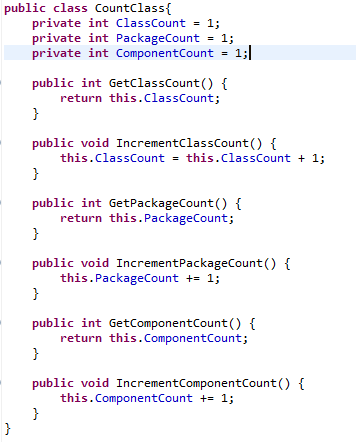 public class CountClass{
    private int ClassCount = 1;
    private int PackageCount = 1;
    private int ComponentCount = 1;
    public int GetClassCount() {
        return this.ClassCount;
    }
    public void IncrementClassCount() {
        this.ClassCount = this.ClassCount + 1;
    }
    public int GetPackageCount() {
        return this.PackageCount;
    }
    public void IncrementPackageCount() {
        this.PackageCount += 1;
    }
    public int GetComponentCount() {
        return this.ComponentCount;
    }
    public void IncrementComponentCount() {
        this.ComponentCount += 1;
    }
}